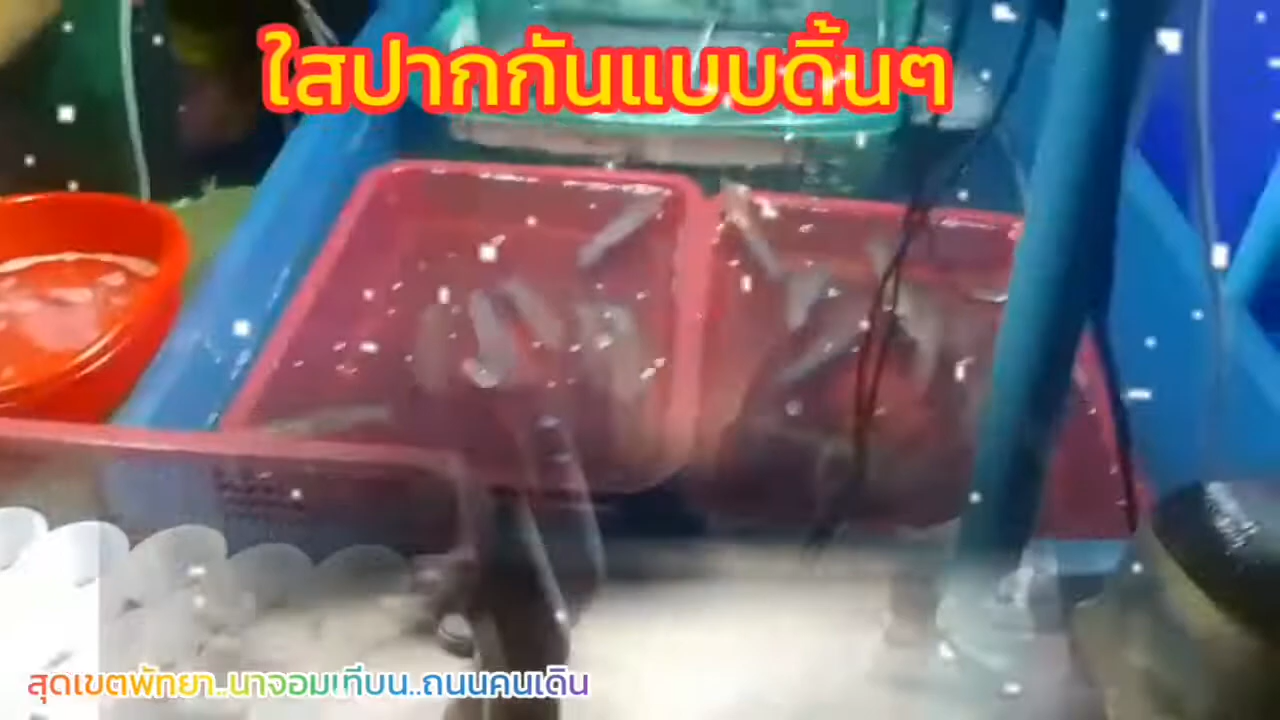 ใสปากกันแบบดิ้นๆ
สุดเขตพัทยา..นาจอมเทียน..ถนนคนเดิน